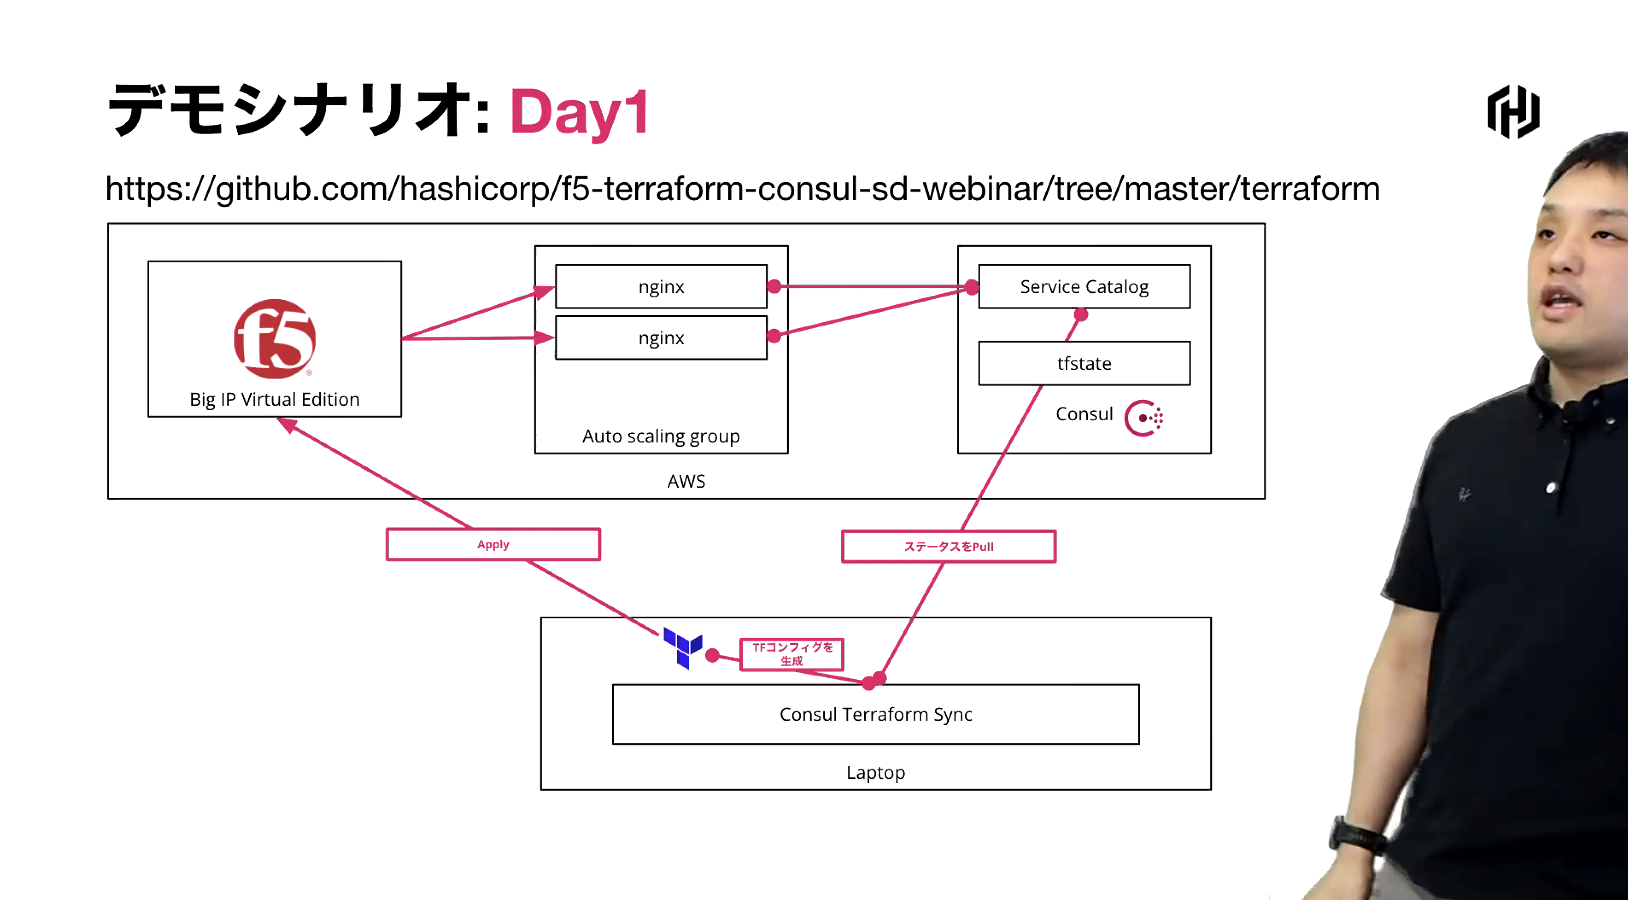 デモシナリオ: Day1
https://github.com/hashicorp/f5-terraform-consul-sd-webinar/tree/master/terraform
f5
Big IP Virtual Edition
nginx
nginx
Auto scaling group
Service Catalog
tfstate
Consul
AWS
Apply
ステータスをPull
TFコンフィグを
生成
Consul Terraform Sync
Laptop